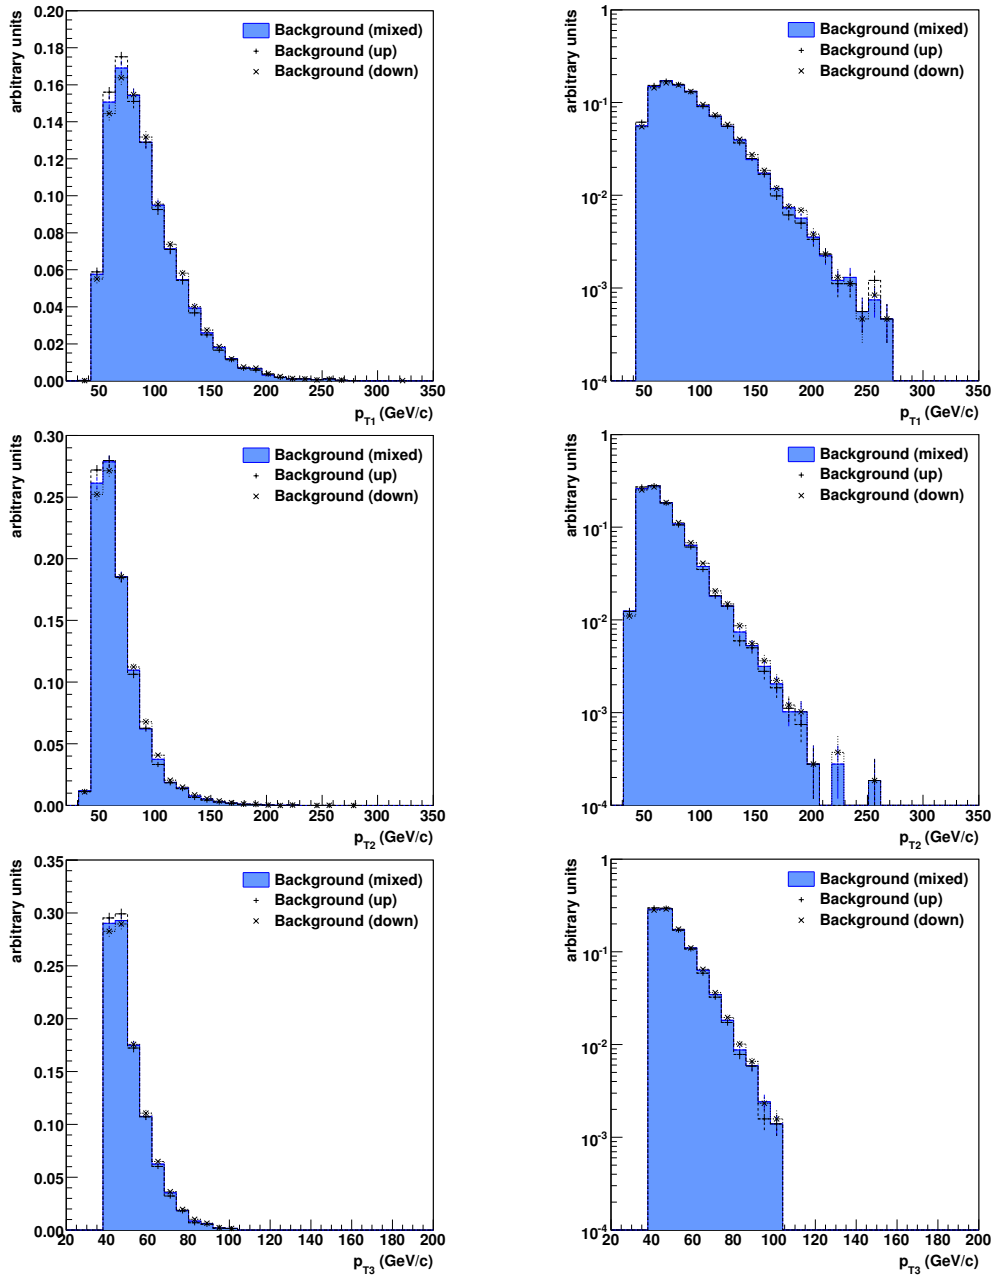 arbitrary units
0.20
0.18
0.16
0.14
0.12
0.10
0.08
0.06
0.04
0.02
0.00
Background (mixed)
Background (up)
Background (down)
50 100 150 200 250 300 350
pT1 (GeV/c)
arbitrary units
1
10-1
10-2
10-3
10-4
Background (mixed)
Background (up)
Background (down)
50 100 150 200 250 300 350
pT1 (GeV/c)
arbitrary units
0.30
0.25
0.20
0.15
0.10
0.05
0.00
Background (mixed)
Background (up)
Background (down)
50 100 150 200 250 300 350
pT2 (GeV/c)
arbitrary units
1
10-1
10-2
10-3
10-4
Background (mixed)
Background (up)
Background (down)
50 100 150 200 250 300 350
pT2 (GeV/c)
arbitrary units
0.35
0.30
0.25
0.20
0.15
0.10
0.05
0.00
Background (mixed)
Background (up)
Background (down)
20 40 60 80 100 120 140 160 180 200
pT3 (GeV/c)
arbitrary units
1
10-1
10-2
10-3
10-4
Background (mixed)
Background (up)
Background (down)
20 40 60 80 100 120 140 160 180 200
pT3 (GeV/c)